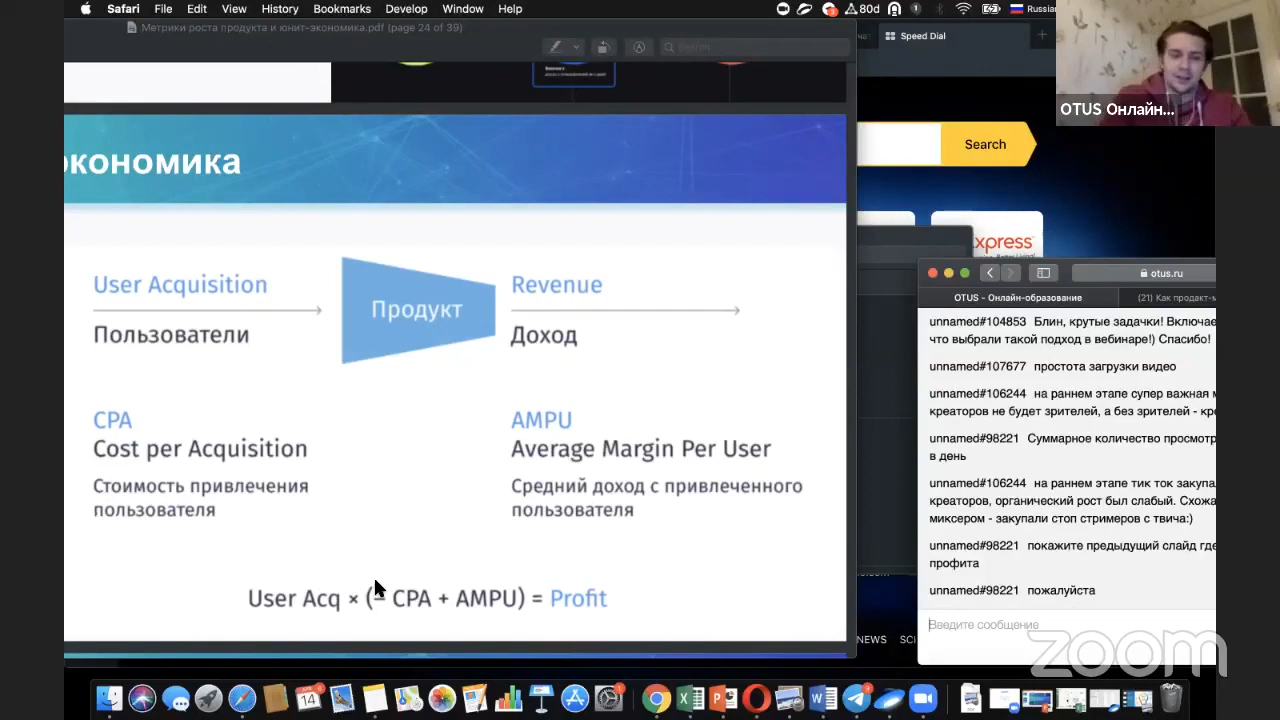 Safari File Edit View History Bookmarks Develop Window Help
80d
Russian
Метрики роста продукта и юнит-экономика.pdf (page 24 of 39)
Search
Speed Dial
OTUS Онлайн...
экономика
Search
User Acquisition
Пользователи
Продукт
Revenue
Доход
CPA
Cost per Acquisition
Стоимость привлечения
пользователя
AMPU
Average Margin Per User
Средний доход с привлеченного
пользователя
User Acq × (– CPA + AMPU) = Profit
xpress
otus.ru
OTUS - Онлайн-образование
(21) Как продакт-м
unnamed#104853 Блин, крутые задачки! Включае
что выбрали такой подход в вебинаре!) Спасибо!
unnamed#107677 простота загрузки видео
unnamed#106244 на раннем этапе супер важная м
креаторов не будет зрителей, а без зрителей - кре
unnamed#98221 Суммарное количество просмотр
в день
unnamed#106244 на раннем этапе тик ток закупа
креаторов, органический рост был слабый. Схожа
миксером - закупали стоп стримеров с твича:)
unnamed#98221 покажите предыдущий слайд где
профита
unnamed#98221 пожалуйста
Введите сообщение
NEWS SCI
zoom
14